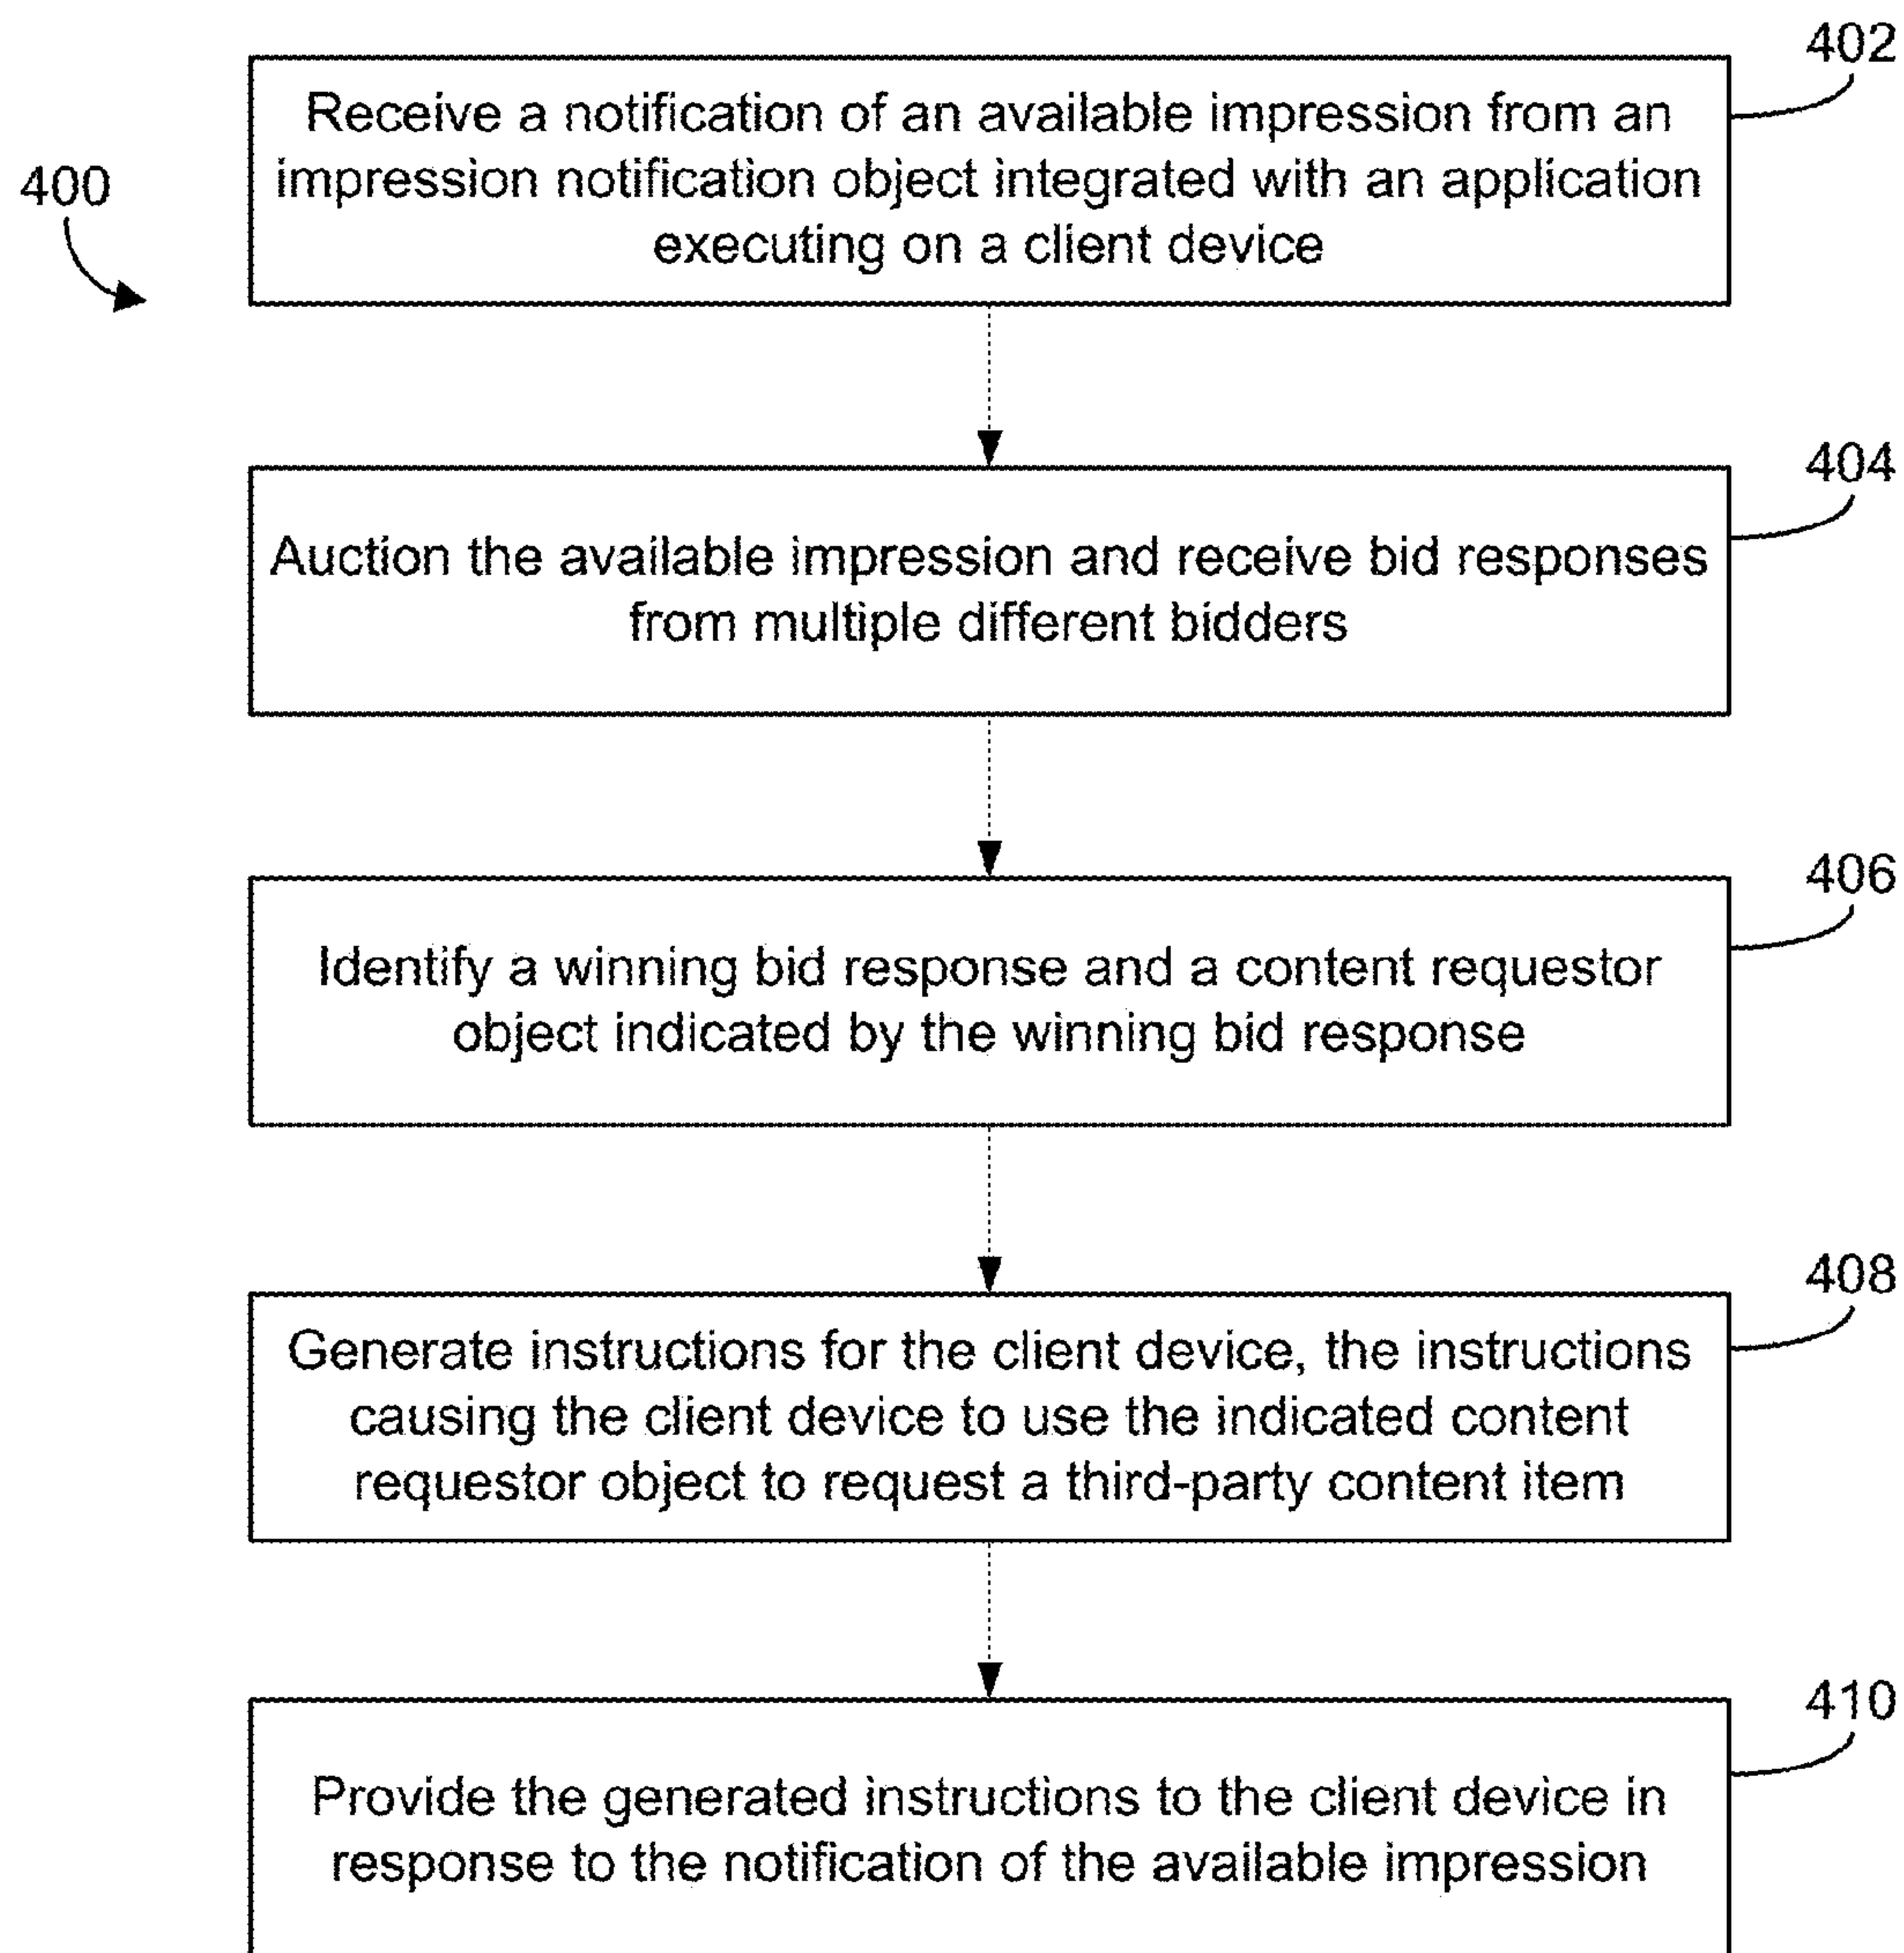 402
Receive a notification of an available impression from an
impression notification object integrated with an application
executing on a client device
400
404
Auction the available impression and receive bid responses
from multiple different bidders
406
Identify a winning bid response and a content requestor
object indicated by the winning bid response
408
Generate instructions for the client device, the instructions
causing the client device to use the indicated content
requestor object to request a third-party content item
410
Provide the generated instructions to the client device in
response to the notification of the available impression